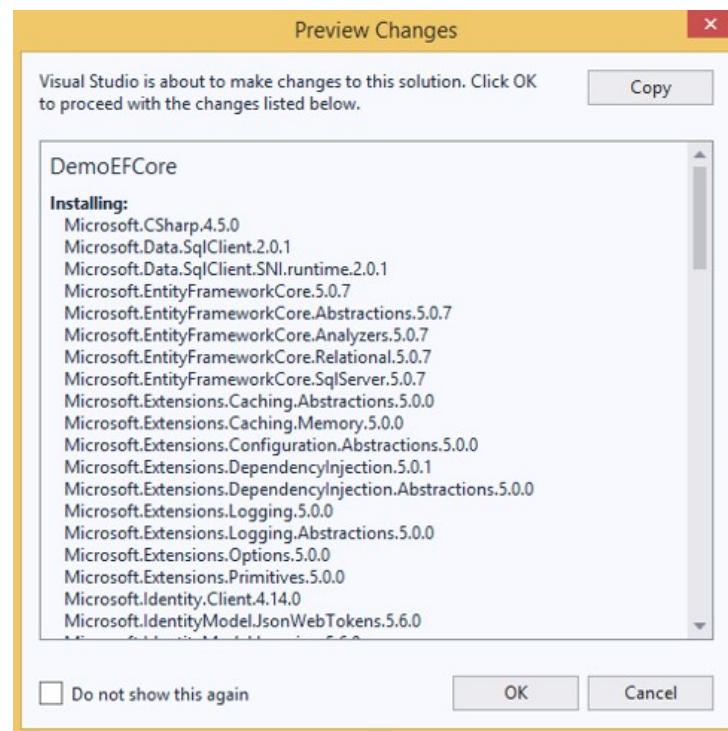 Preview Changes
Visual Studio is about to make changes to this solution. Click OK
to proceed with the changes listed below.
Copy
DemoEFCore
Installing:
Microsoft.CSharp.4.5.0
Microsoft.Data.SqlClient.2.0.1
Microsoft.Data.SqlClient.SNI.runtime.2.0.1
Microsoft.EntityFrameworkCore.5.0.7
Microsoft.EntityFrameworkCore.Abstractions.5.0.7
Microsoft.EntityFrameworkCore.Analyzers.5.0.7
Microsoft.EntityFrameworkCore.Relational.5.0.7
Microsoft.EntityFrameworkCore.SqlServer.5.0.7
Microsoft.Extensions.Caching.Abstractions.5.0.0
Microsoft.Extensions.Caching.Memory.5.0.0
Microsoft.Extensions.Configuration.Abstractions.5.0.0
Microsoft.Extensions.DependencyInjection.5.0.1
Microsoft.Extensions.DependencyInjection.Abstractions.5.0.0
Microsoft.Extensions.Logging.5.0.0
Microsoft.Extensions.Logging.Abstractions.5.0.0
Microsoft.Extensions.Options.5.0.0
Microsoft.Extensions.Primitives.5.0.0
Microsoft.Identity.Client.4.14.0
Microsoft.IdentityModel.JsonWebTokens.5.6.0
Do not show this again
OK
Cancel